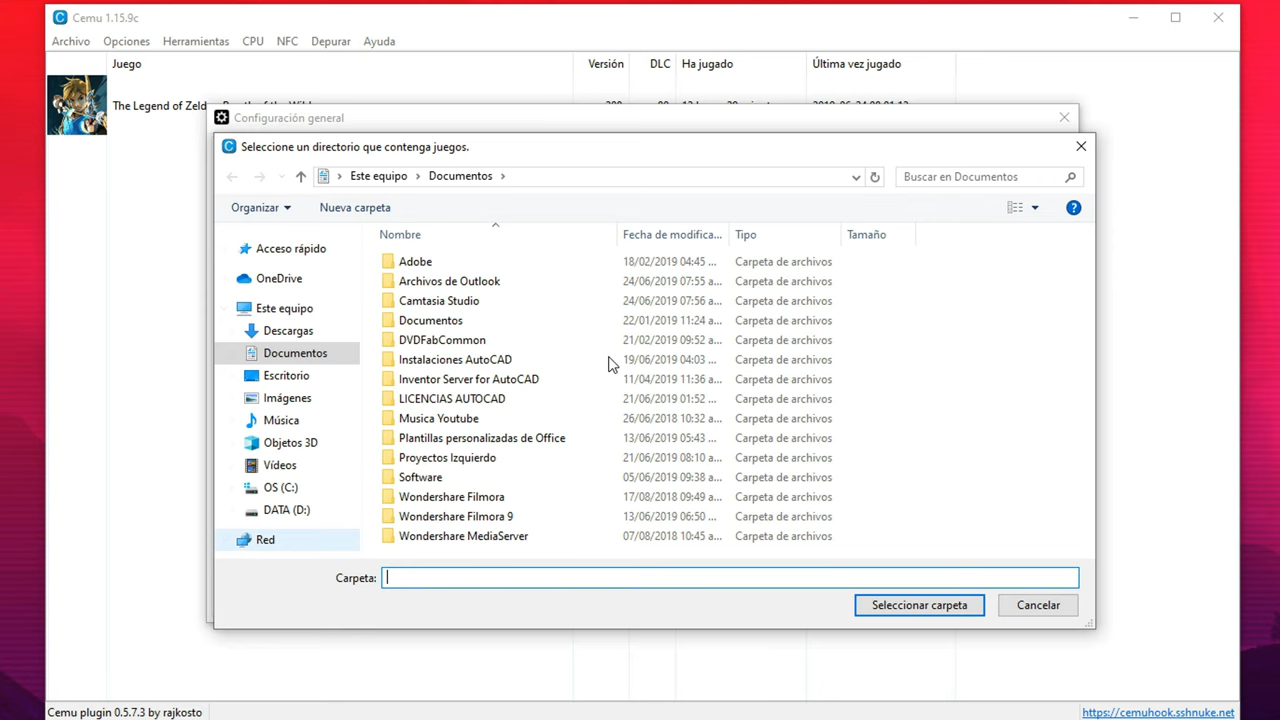 Cemu 1.15.9c
Archivo Opciones Herramientas CPU NFC Depurar Ayuda
Juego Versión DLC Ha jugado Última vez jugado
The Legend of Zeld
Configuración general
Seleccione un directorio que contenga juegos.
Este equipo Documentos
Buscar en Documentos
Organizar Nueva carpeta
Nombre Fecha de modifica... Tipo Tamaño
Acceso rápido
OneDrive
Este equipo
Descargas
Documentos
Escritorio
Imágenes
Música
Objetos 3D
Vídeos
OS (C:)
DATA (D:)
Red
Adobe 18/02/2019 04:45 ... Carpeta de archivos
Archivos de Outlook 24/06/2019 07:55 ... Carpeta de archivos
Camtasia Studio 24/06/2019 07:56 ... Carpeta de archivos
Documentos 22/01/2019 11:24 a... Carpeta de archivos
DVDFabCommon 21/02/2019 09:52 ... Carpeta de archivos
Instalaciones AutoCAD 19/06/2019 04:03 ... Carpeta de archivos
Inventor Server for AutoCAD 11/04/2019 11:36 a... Carpeta de archivos
LICENCIAS AUTOCAD 21/06/2019 01:52 ... Carpeta de archivos
Musica Youtube 26/06/2018 10:32 a... Carpeta de archivos
Plantillas personalizadas de Office 13/06/2019 05:43 ... Carpeta de archivos
Proyectos Izquierdo 21/06/2019 08:10 ... Carpeta de archivos
Software 05/06/2019 09:38 a... Carpeta de archivos
Wondershare Filmora 17/08/2018 09:49 a... Carpeta de archivos
Wondershare Filmora 9 13/06/2019 06:50 ... Carpeta de archivos
Wondershare MediaServer 07/08/2018 10:45 a... Carpeta de archivos
Carpeta:
Seleccionar carpeta Cancelar
Cemu plugin 0.5.7.3 by rajkosto
https://cemuhook.sshnuke.net